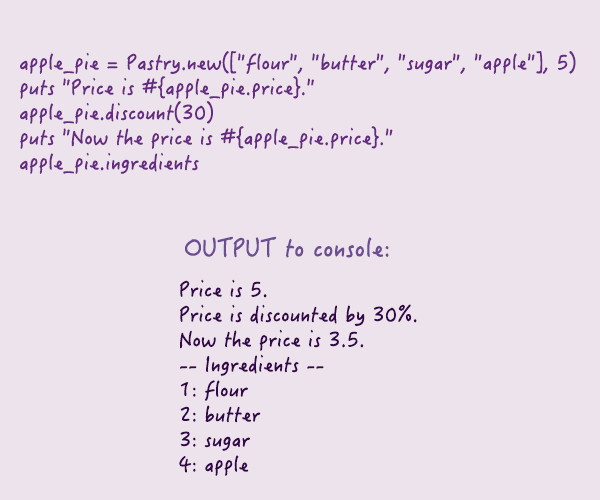 apple_pie = Pastry.new(["flour", "butter", "sugar", "apple"], 5)
puts "Price is #{apple_pie.price}."
apple_pie.discount(30)
puts "Now the price is #{apple_pie.price}."
apple_pie.ingredients
OUTPUT to console:
Price is 5.
Price is discounted by 30%.
Now the price is 3.5.
-- Ingredients --
1: flour
2: butter
3: sugar
4: apple